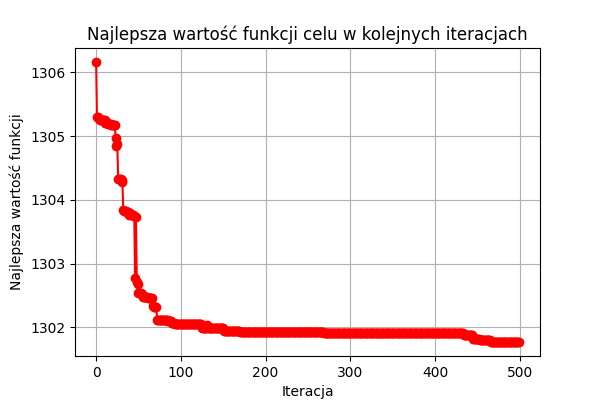 Najlepsza wartość funkcji celu w kolejnych iteracjach
Najlepsza wartość funkcji
1306
1305
1304
1303
1302
0 100 200 300 400 500
Iteracja